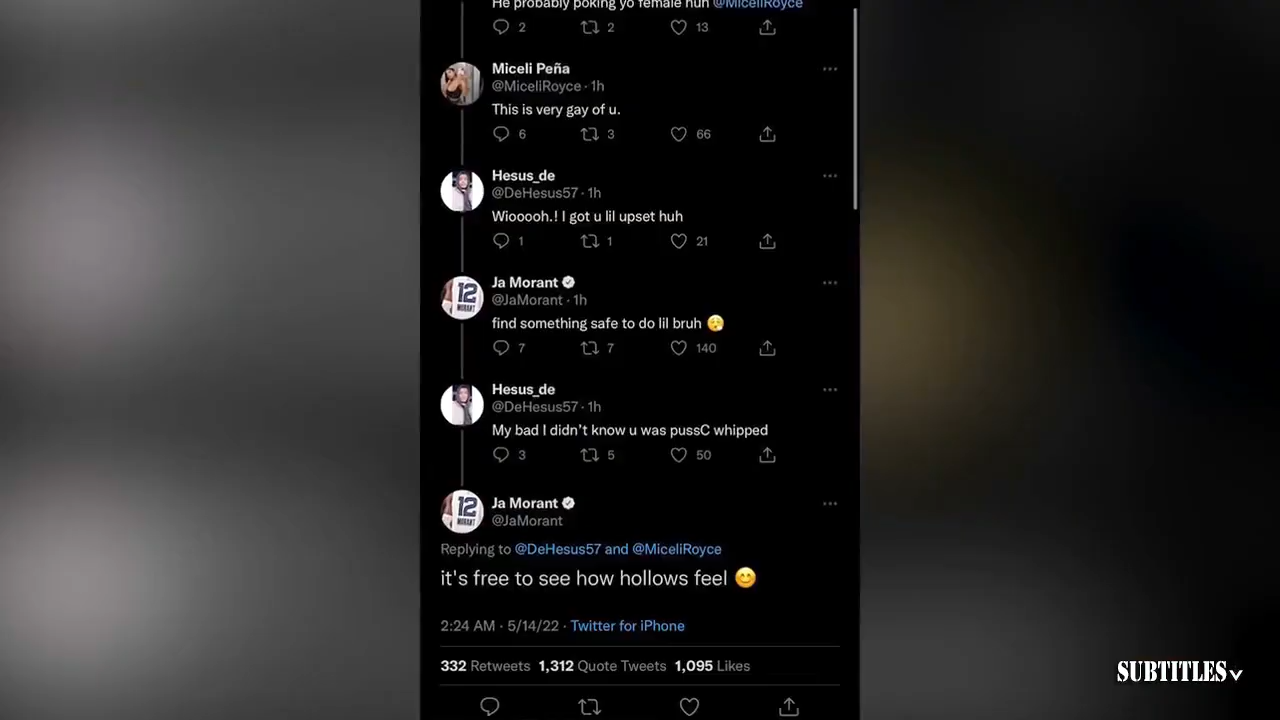 He probably poking yo female huh @MiceliRoyce
2 2 13
Miceli Peña
@MiceliRoyce · 1h
This is very gay of u.
6 3 66
Hesus_de
@DeHesus57 · 1h
Wiooooh.! I got u lil upset huh
1 1 21
Ja Morant
@JaMorant · 1h
find something safe to do lil bruh 😮‍💨
7 7 140
Hesus_de
@DeHesus57 · 1h
My bad I didn't know u was pussC whipped
3 5 50
Ja Morant
@JaMorant
Replying to @DeHesus57 and @MiceliRoyce
it's free to see how hollows feel 😊
2:24 AM · 5/14/22 · Twitter for iPhone
332 Retweets 1,312 Quote Tweets 1,095 Likes
12
MORANT
12
MORANT
SUBTITLES